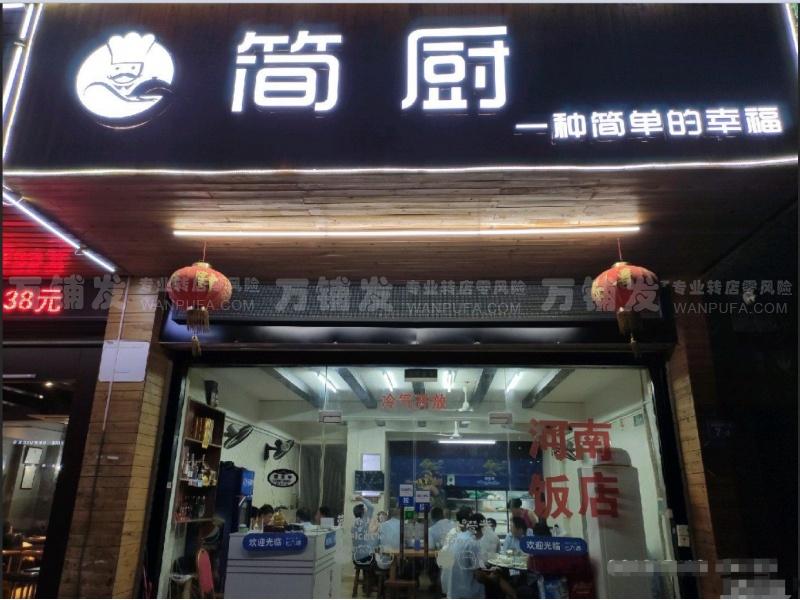 简厨
一种简单的幸福
38元
万铺发 专业转店零风险 WANPUFA.COM
万铺发 专业转店零风险 WANPUFA.COM
万铺发 专业转店零风险 WANPUFA.COM
冷气开放
河南
饭店
欢迎光临
欢迎光临